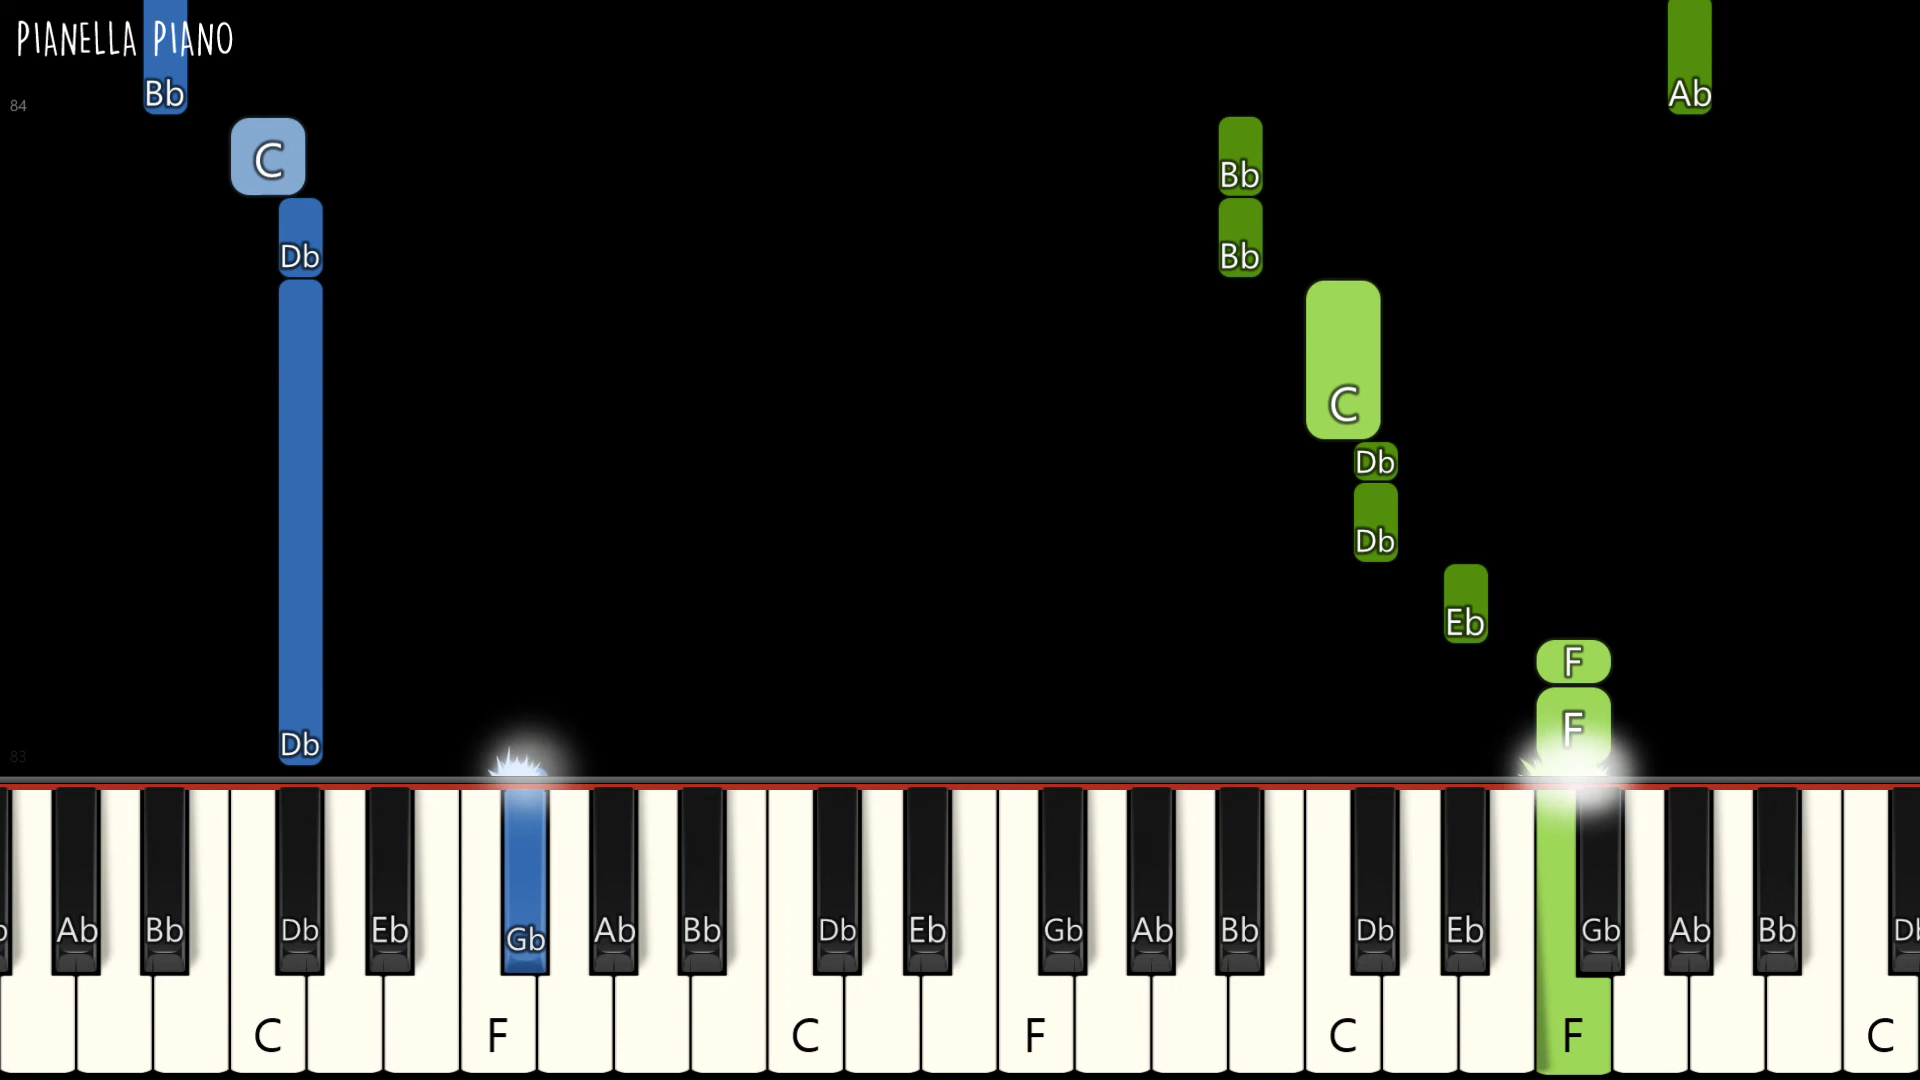 PIANELLA PIANO
Bb Ab
84
C Bb
Db Bb
C
Db
Db
Eb
F
F
Db
83
Ab Bb Db Eb Gb Ab Bb Db Eb Gb Ab Bb Db Eb Gb Ab Bb
C F C F C F C